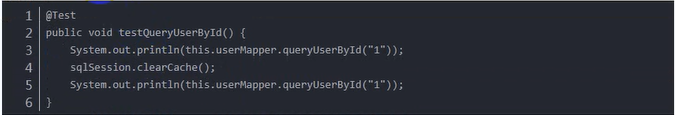 1 @Test
2 public void testQueryUserById() {
3     System.out.println(this.userMapper.queryUserById("1"));
4     sqlSession.clearCache();
5     System.out.println(this.userMapper.queryUserById("1"));
6 }